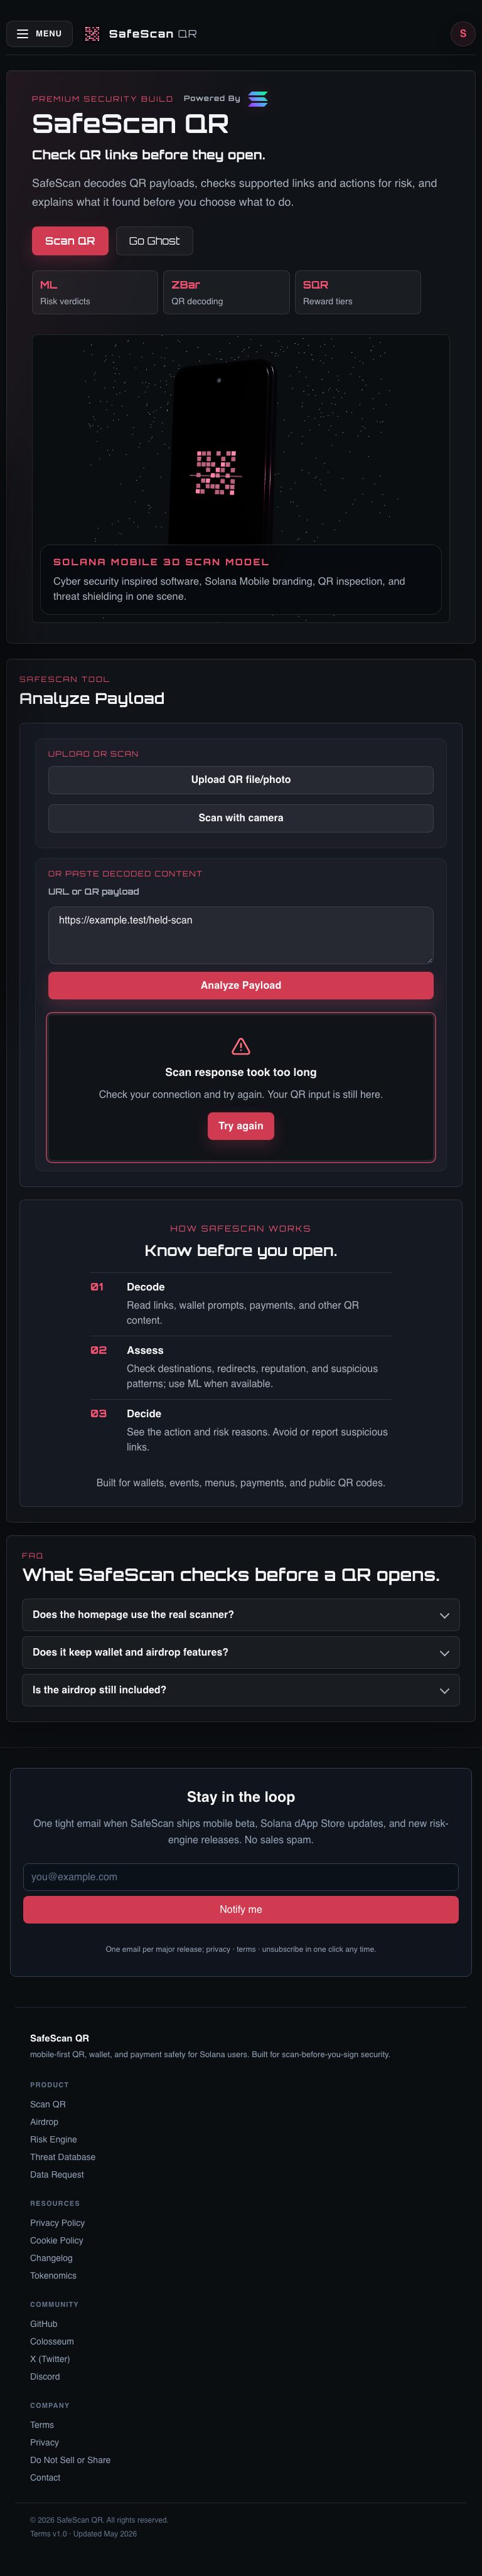 MENU
SafeScan QR
S
PREMIUM SECURITY BUILD
Powered By
SafeScan QR
Check QR links before they open.
SafeScan decodes QR payloads, checks supported links and actions for risk, and
explains what it found before you choose what to do.
Scan QR
Go Ghost
ML
Risk verdicts
ZBar
QR decoding
SQR
Reward tiers
SOLANA MOBILE 3D SCAN MODEL
Cyber security inspired software, Solana Mobile branding, QR inspection, and
threat shielding in one scene.
SAFESCAN TOOL
Analyze Payload
UPLOAD OR SCAN
Upload QR file/photo
Scan with camera
OR PASTE DECODED CONTENT
URL or QR payload
https://example.test/held-scan
Analyze Payload
Scan response took too long
Check your connection and try again. Your QR input is still here.
Try again
HOW SAFESCAN WORKS
Know before you open.
01
Decode
Read links, wallet prompts, payments, and other QR
content.
02
Assess
Check destinations, redirects, reputation, and suspicious
patterns; use ML when available.
03
Decide
See the action and risk reasons. Avoid or report suspicious
links.
Built for wallets, events, menus, payments, and public QR codes.
FAQ
What SafeScan checks before a QR opens.
Does the homepage use the real scanner?
Does it keep wallet and airdrop features?
Is the airdrop still included?
Stay in the loop
One tight email when SafeScan ships mobile beta, Solana dApp Store updates, and new risk-
engine releases. No sales spam.
you@example.com
Notify me
One email per major release; privacy · terms · unsubscribe in one click any time.
SafeScan QR
mobile-first QR, wallet, and payment safety for Solana users. Built for scan-before-you-sign security.
PRODUCT
Scan QR
Airdrop
Risk Engine
Threat Database
Data Request
RESOURCES
Privacy Policy
Cookie Policy
Changelog
Tokenomics
COMMUNITY
GitHub
Colosseum
X (Twitter)
Discord
COMPANY
Terms
Privacy
Do Not Sell or Share
Contact
© 2026 SafeScan QR. All rights reserved.
Terms v1.0 · Updated May 2026